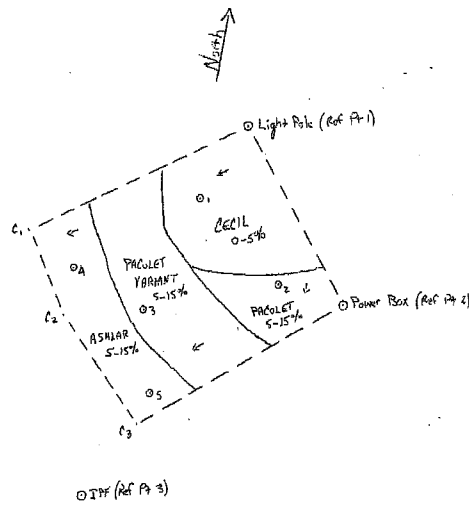 North
Light Pole (Ref Pt 1)
1
CECIL
0-5%
C1
4
PACOLET
VARIANT
5-15%
2
PACOLET
5-15%
Power Box (Ref Pt 2)
3
C2
ASHLAR
5-15%
5
C3
IPF (Ref Pt 3)